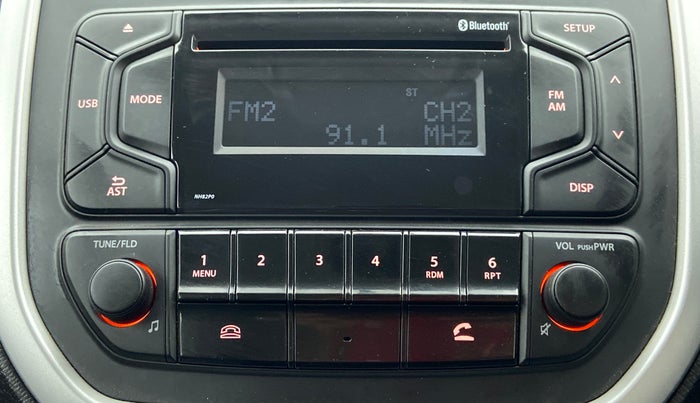 Bluetooth®
SETUP
USB
MODE
FM
AM
ST
FM2 CH2
91.1 MHz
AST
DISP
NH82P0
TUNE/FLD
VOL PUSH PWR
1 2 3 4 5 6
MENU RDM RPT